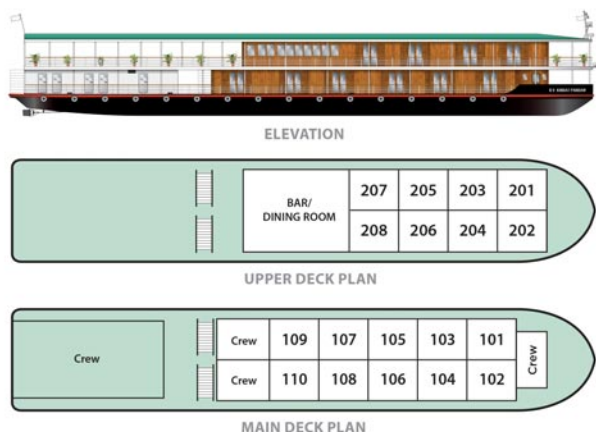 ELEVATION
BAR/
DINING ROOM
207 205 203 201
208 206 204 202
UPPER DECK PLAN
Crew
Crew 109 107 105 103 101
Crew 110 108 106 104 102
Crew
MAIN DECK PLAN